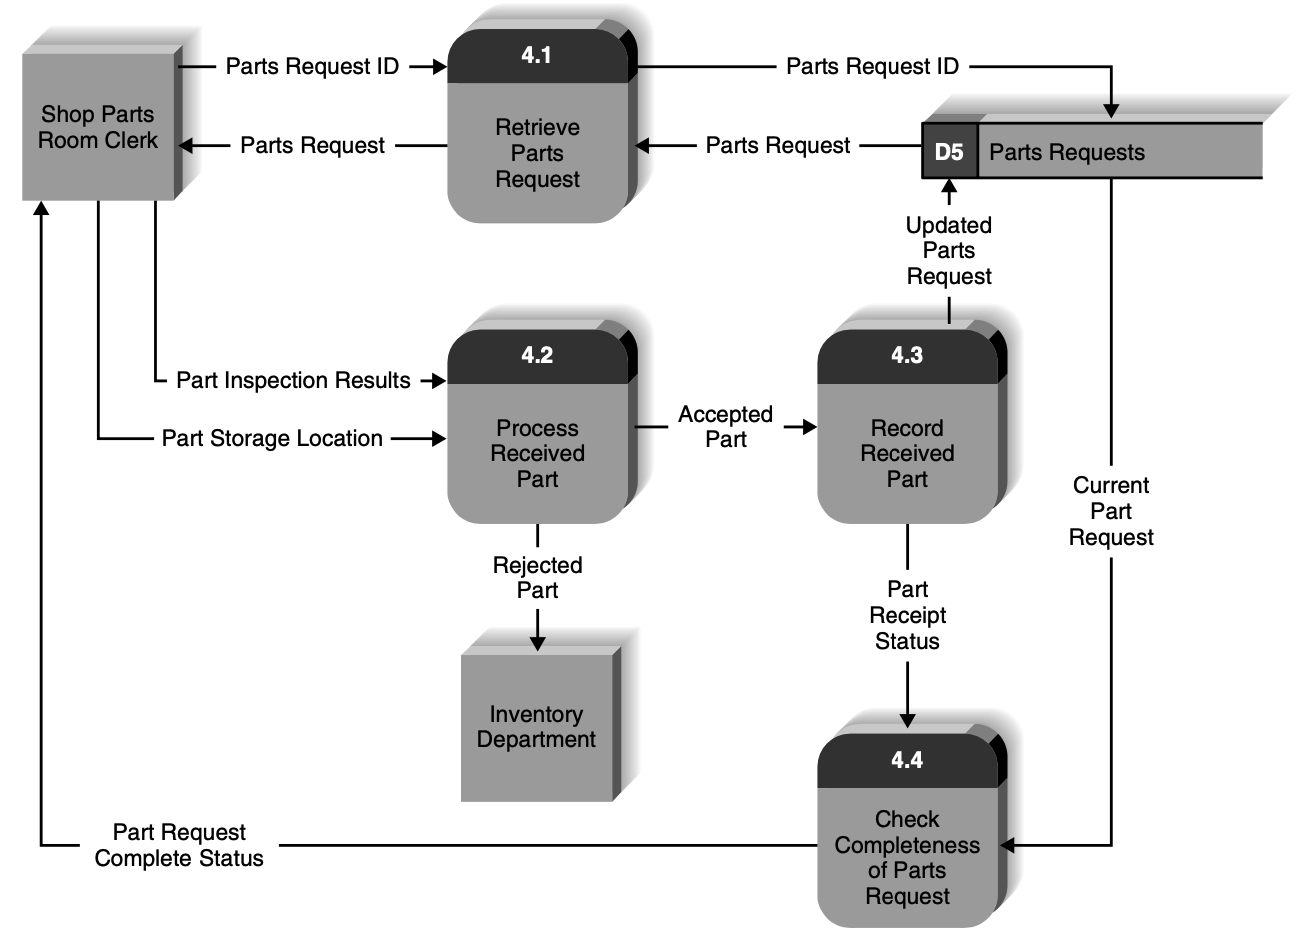 Parts Request ID
4.1
Parts Request ID
Shop Parts
Room Clerk
Parts Request
Retrieve
Parts
Request
Parts Request
D5
Parts Requests
Updated
Parts
Request
Part Inspection Results
Part Storage Location
4.2
Process
Received
Part
Accepted
Part
4.3
Record
Received
Part
Current
Part
Request
Rejected
Part
Part
Receipt
Status
Inventory
Department
4.4
Check
Completeness
of Parts
Request
Part Request
Complete Status